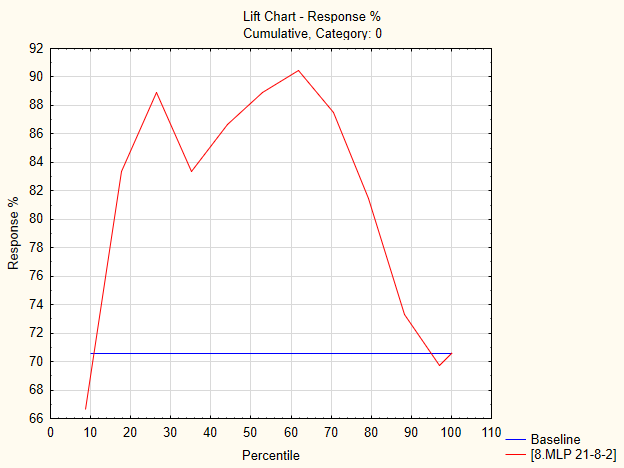 Lift Chart - Response %
Cumulative, Category: 0
92
90
88
86
84
82
80
78
76
74
72
70
68
66
Response %
0 10 20 30 40 50 60 70 80 90 100 110
Percentile
Baseline
[8.MLP 21-8-2]